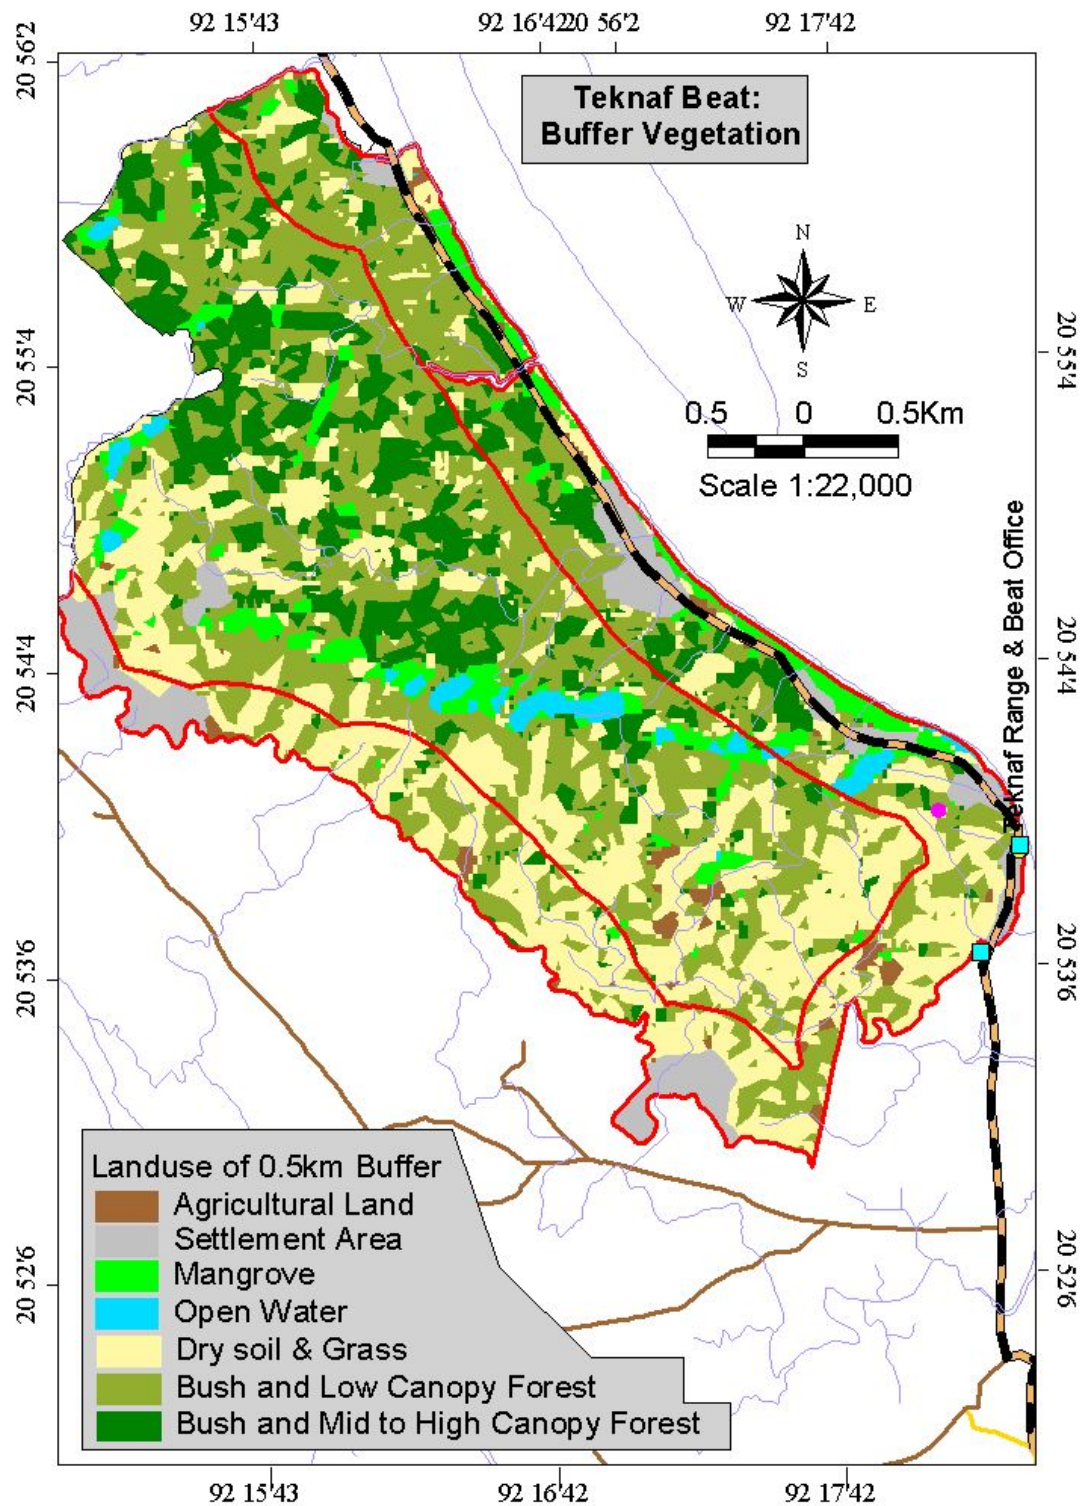 92 15'43
92 16'42
20 56'2
92 17'42
20 56'2
Teknaf Beat:
Buffer Vegetation
N
W
E
S
20 55'4
20 55'4
0.5 0 0.5Km
Scale 1:22,000
Teknaf Range & Beat Office
20 54'4
20 54'4
20 53'6
20 53'6
Landuse of 0.5km Buffer
Agricultural Land
Settlement Area
Mangrove
Open Water
Dry soil & Grass
Bush and Low Canopy Forest
Bush and Mid to High Canopy Forest
20 52'6
20 52'6
92 15'43
92 16'42
92 17'42